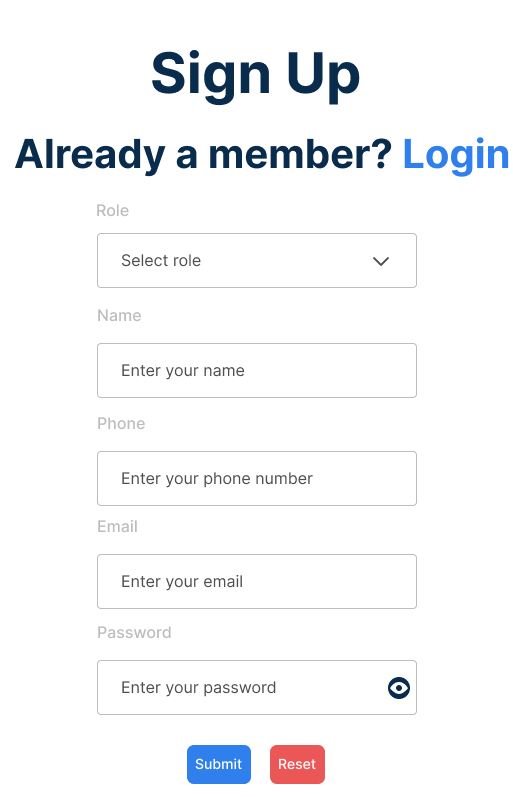 Sign Up
Already a member? Login
Role
Select role
Name
Enter your name
Phone
Enter your phone number
Email
Enter your email
Password
Enter your password
Submit Reset